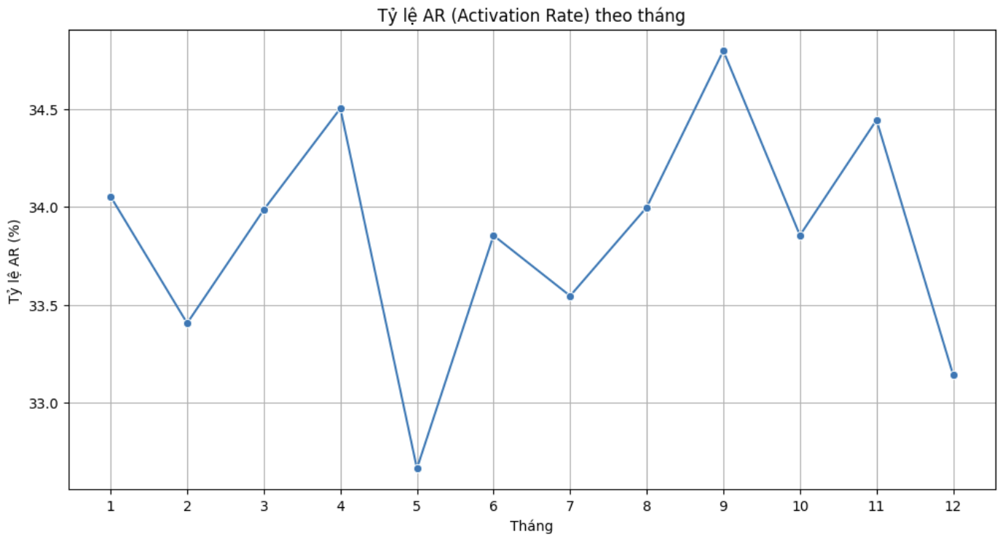 Tỷ lệ AR (Activation Rate) theo tháng
Tỷ lệ AR (%)
34.5
34.0
33.5
33.0
1 2 3 4 5 6 7 8 9 10 11 12
Tháng